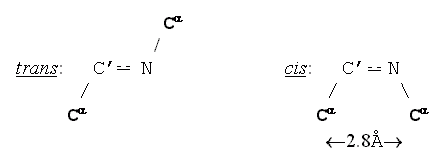 Cα
trans: C′ = N cis: C′ = N
Cα Cα Cα
←2.8Å→